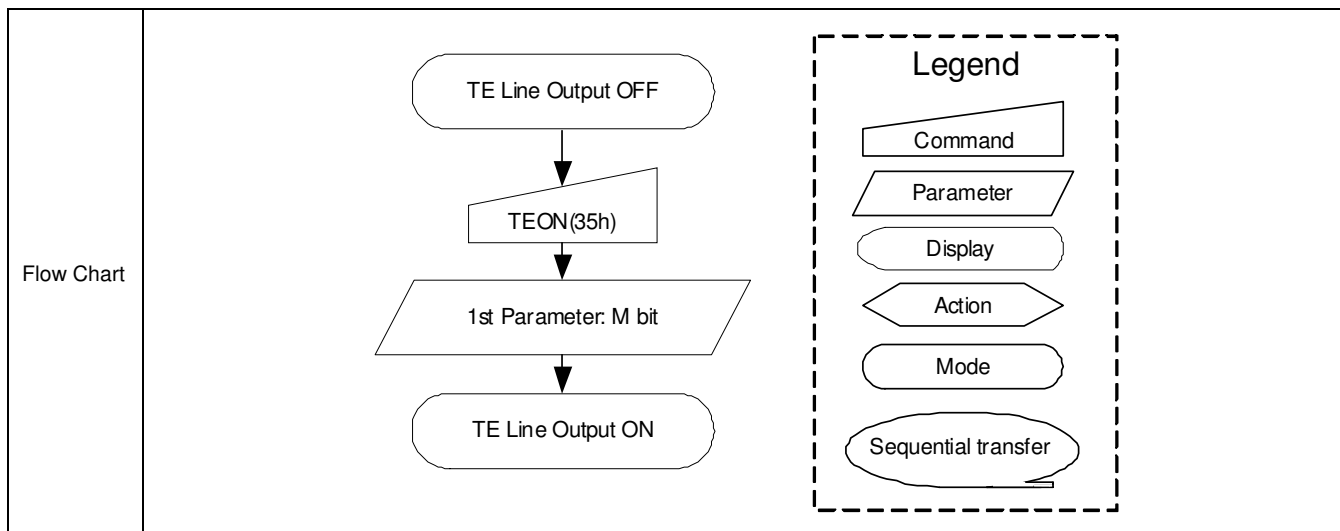 Flow Chart
TE Line Output OFF
TEON(35h)
1st Parameter: M bit
TE Line Output ON
Legend
Command
Parameter
Display
Action
Mode
Sequential transfer